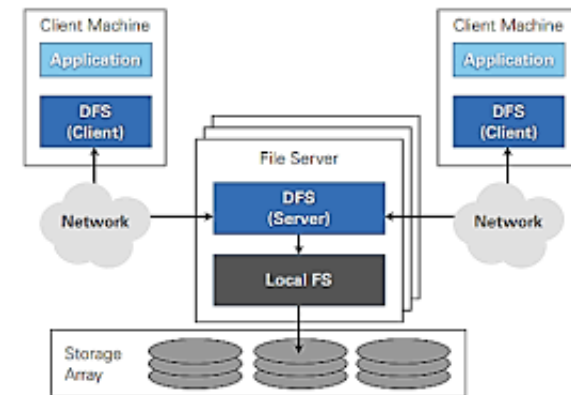 Client Machine
Application
DFS
(Client)
Network
File Server
DFS
(Server)
Local FS
Client Machine
Application
DFS
(Client)
Network
Storage
Array